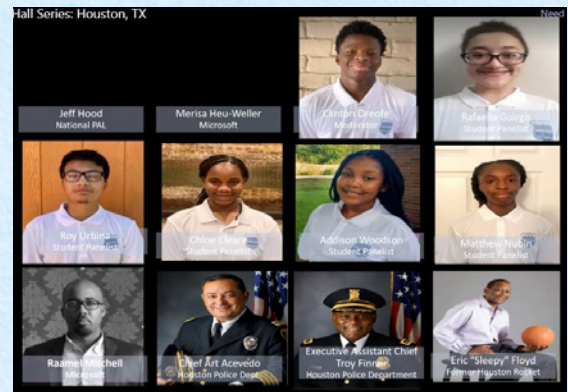 Hall Series: Houston, TX
Need
Jeff Hood
National PAL
Merisa Heu-Weller
Microsoft
Clinton Oreofe
Moderator
Rafaella Guirgis
Student Panelist
Roy Urbina
Student Panelist
Chloe Cleare
Student Panelist
Addison Woodson
Student Panelist
Matthew Nubin
Student Panelist
Raamel Mitchell
Microsoft
Chief Art Acevedo
Houston Police Dept.
Executive Assistant Chief
Troy Finner
Houston Police Department
Eric "Sleepy" Floyd
Former Houston Rocket